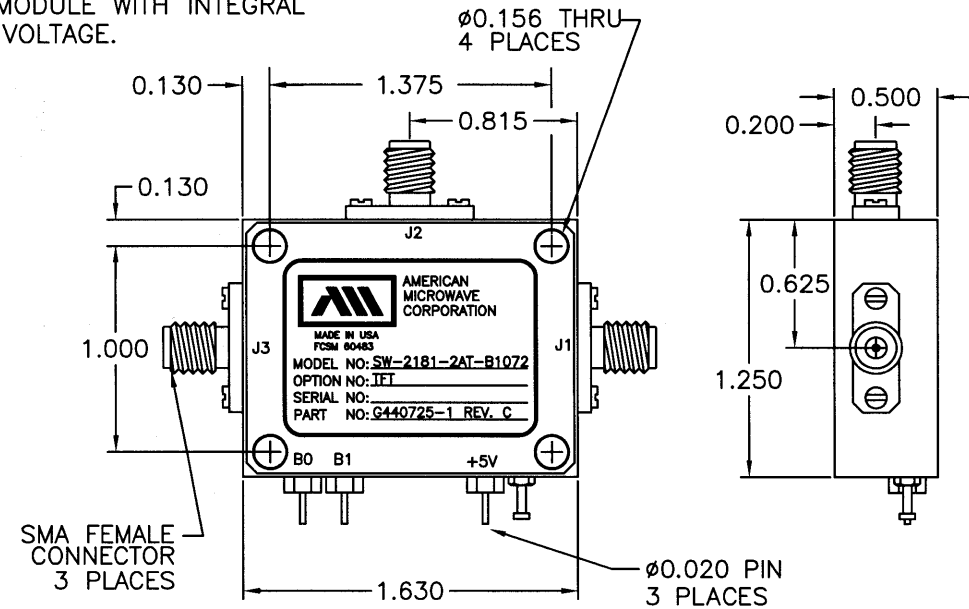 MODULE WITH INTEGRAL
VOLTAGE.
ø0.156 THRU
4 PLACES
0.130
1.375
0.815
0.500
0.200
0.130
J2
AMERICAN
MICROWAVE
CORPORATION
MADE IN USA
FCSM 60483
0.625
1.000
J3
J1
MODEL NO: SW-2181-2AT-B1072
OPTION NO: TFT
SERIAL NO:
PART NO: G440725-1 REV. C
1.250
B0 B1 +5V
SMA FEMALE
CONNECTOR
3 PLACES
ø0.020 PIN
3 PLACES
1.630